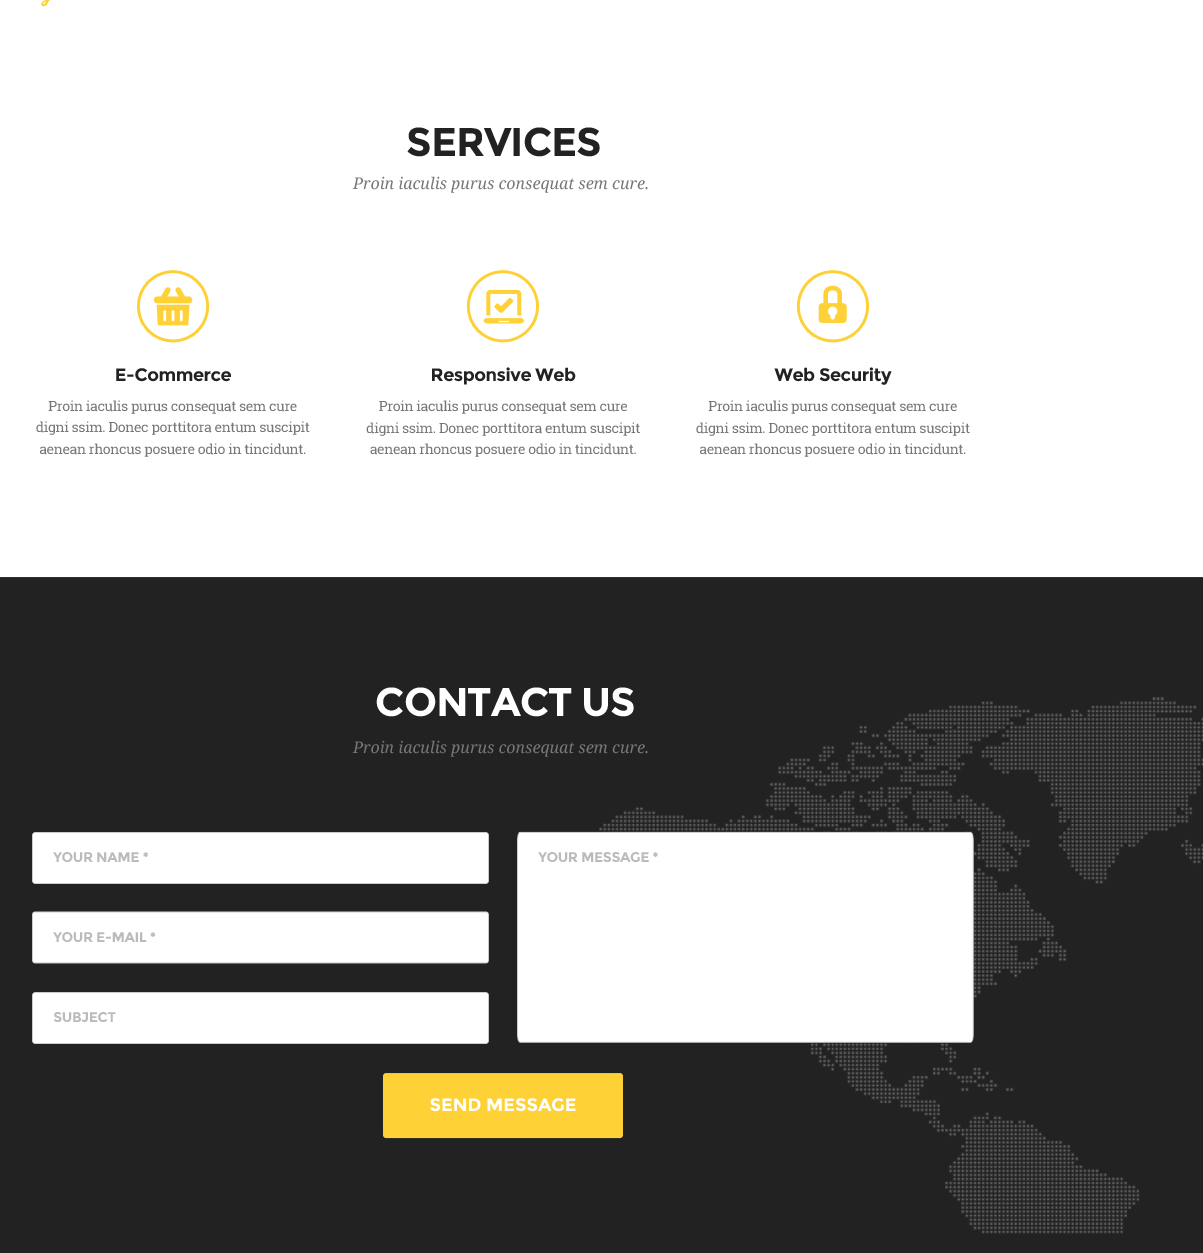 SERVICES
Proin iaculis purus consequat sem cure.
E-Commerce
Proin iaculis purus consequat sem cure
digni ssim. Donec porttitora entum suscipit
aenean rhoncus posuere odio in tincidunt.
Responsive Web
Proin iaculis purus consequat sem cure
digni ssim. Donec porttitora entum suscipit
aenean rhoncus posuere odio in tincidunt.
Web Security
Proin iaculis purus consequat sem cure
digni ssim. Donec porttitora entum suscipit
aenean rhoncus posuere odio in tincidunt.
CONTACT US
Proin iaculis purus consequat sem cure.
YOUR NAME *
YOUR E-MAIL *
SUBJECT
YOUR MESSAGE *
SEND MESSAGE